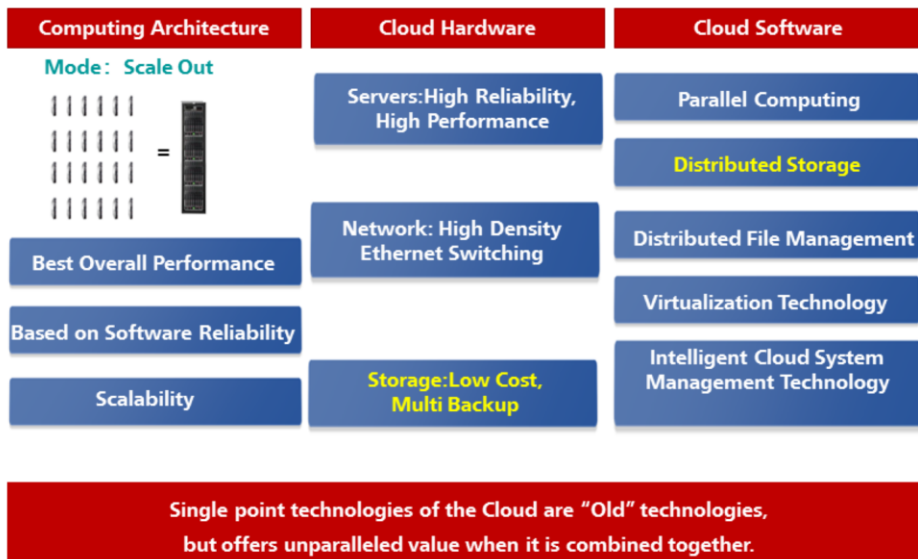 Computing Architecture
Mode: Scale Out
=
Best Overall Performance
Based on Software Reliability
Scalability
Cloud Hardware
Servers:High Reliability,
High Performance
Network: High Density
Ethernet Switching
Storage:Low Cost,
Multi Backup
Cloud Software
Parallel Computing
Distributed Storage
Distributed File Management
Virtualization Technology
Intelligent Cloud System
Management Technology
Single point technologies of the Cloud are “Old” technologies,
but offers unparalleled value when it is combined together.